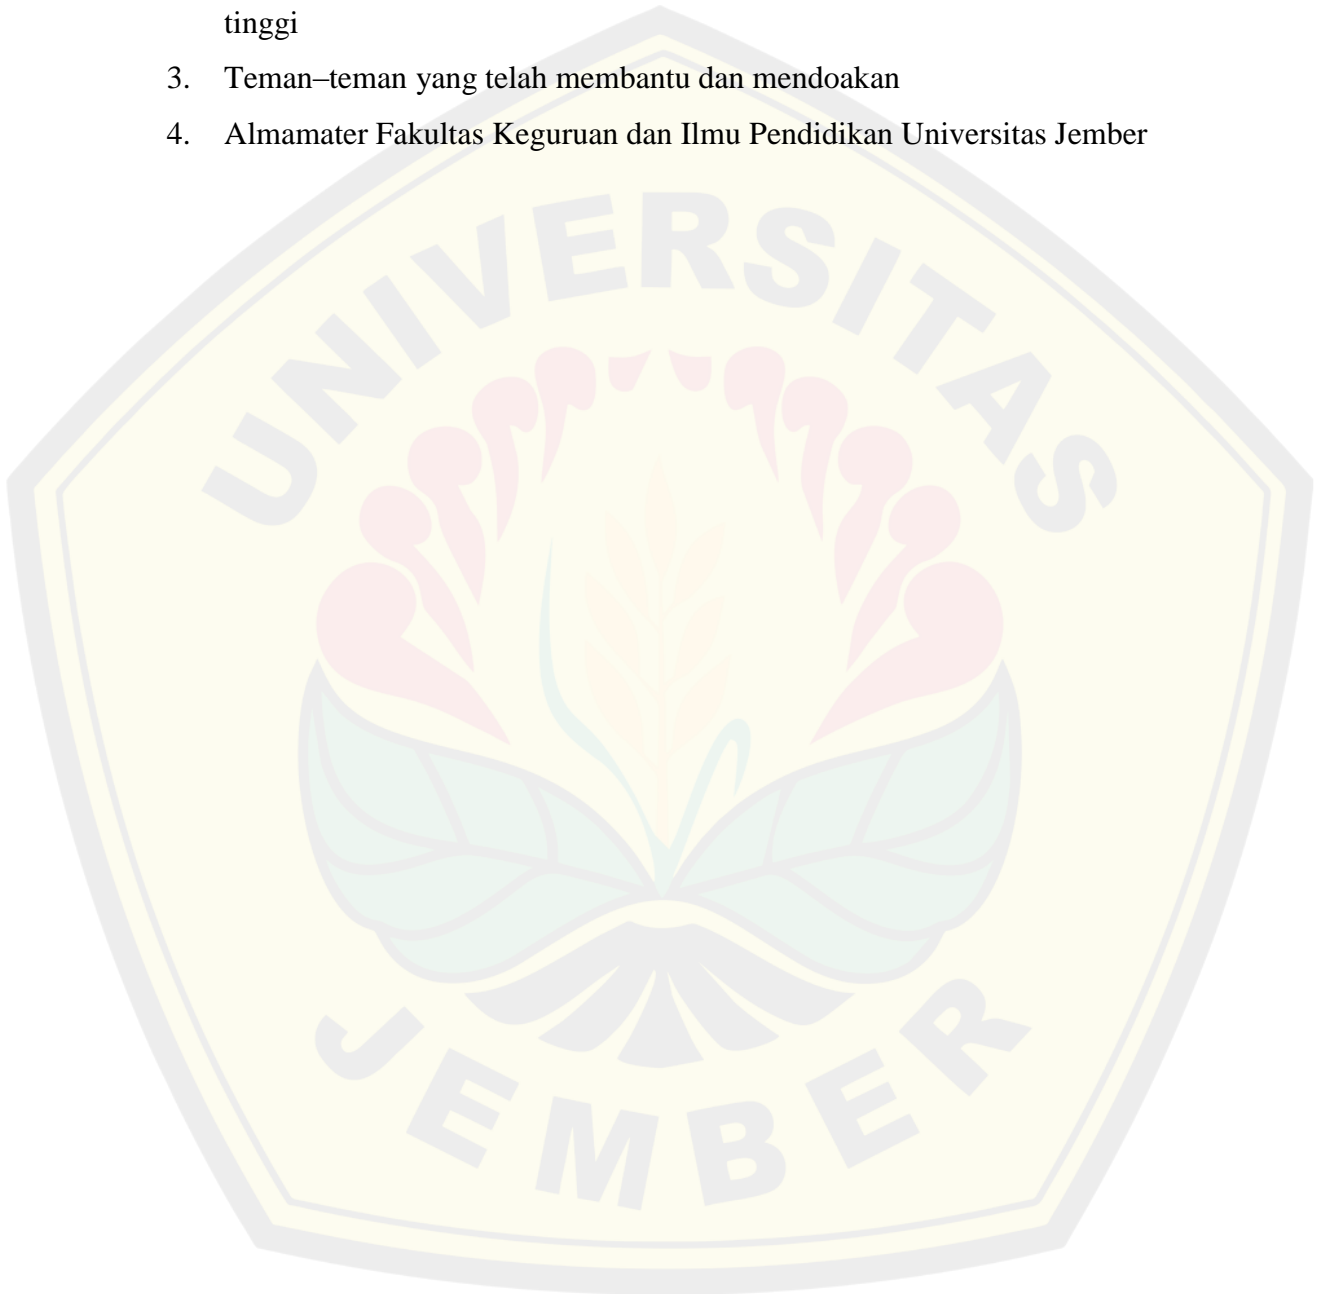 tinggi
3. Teman–teman yang telah membantu dan mendoakan
4. Almamater Fakultas Keguruan dan Ilmu Pendidikan Universitas Jember
UNIVERSITAS
JEMBER